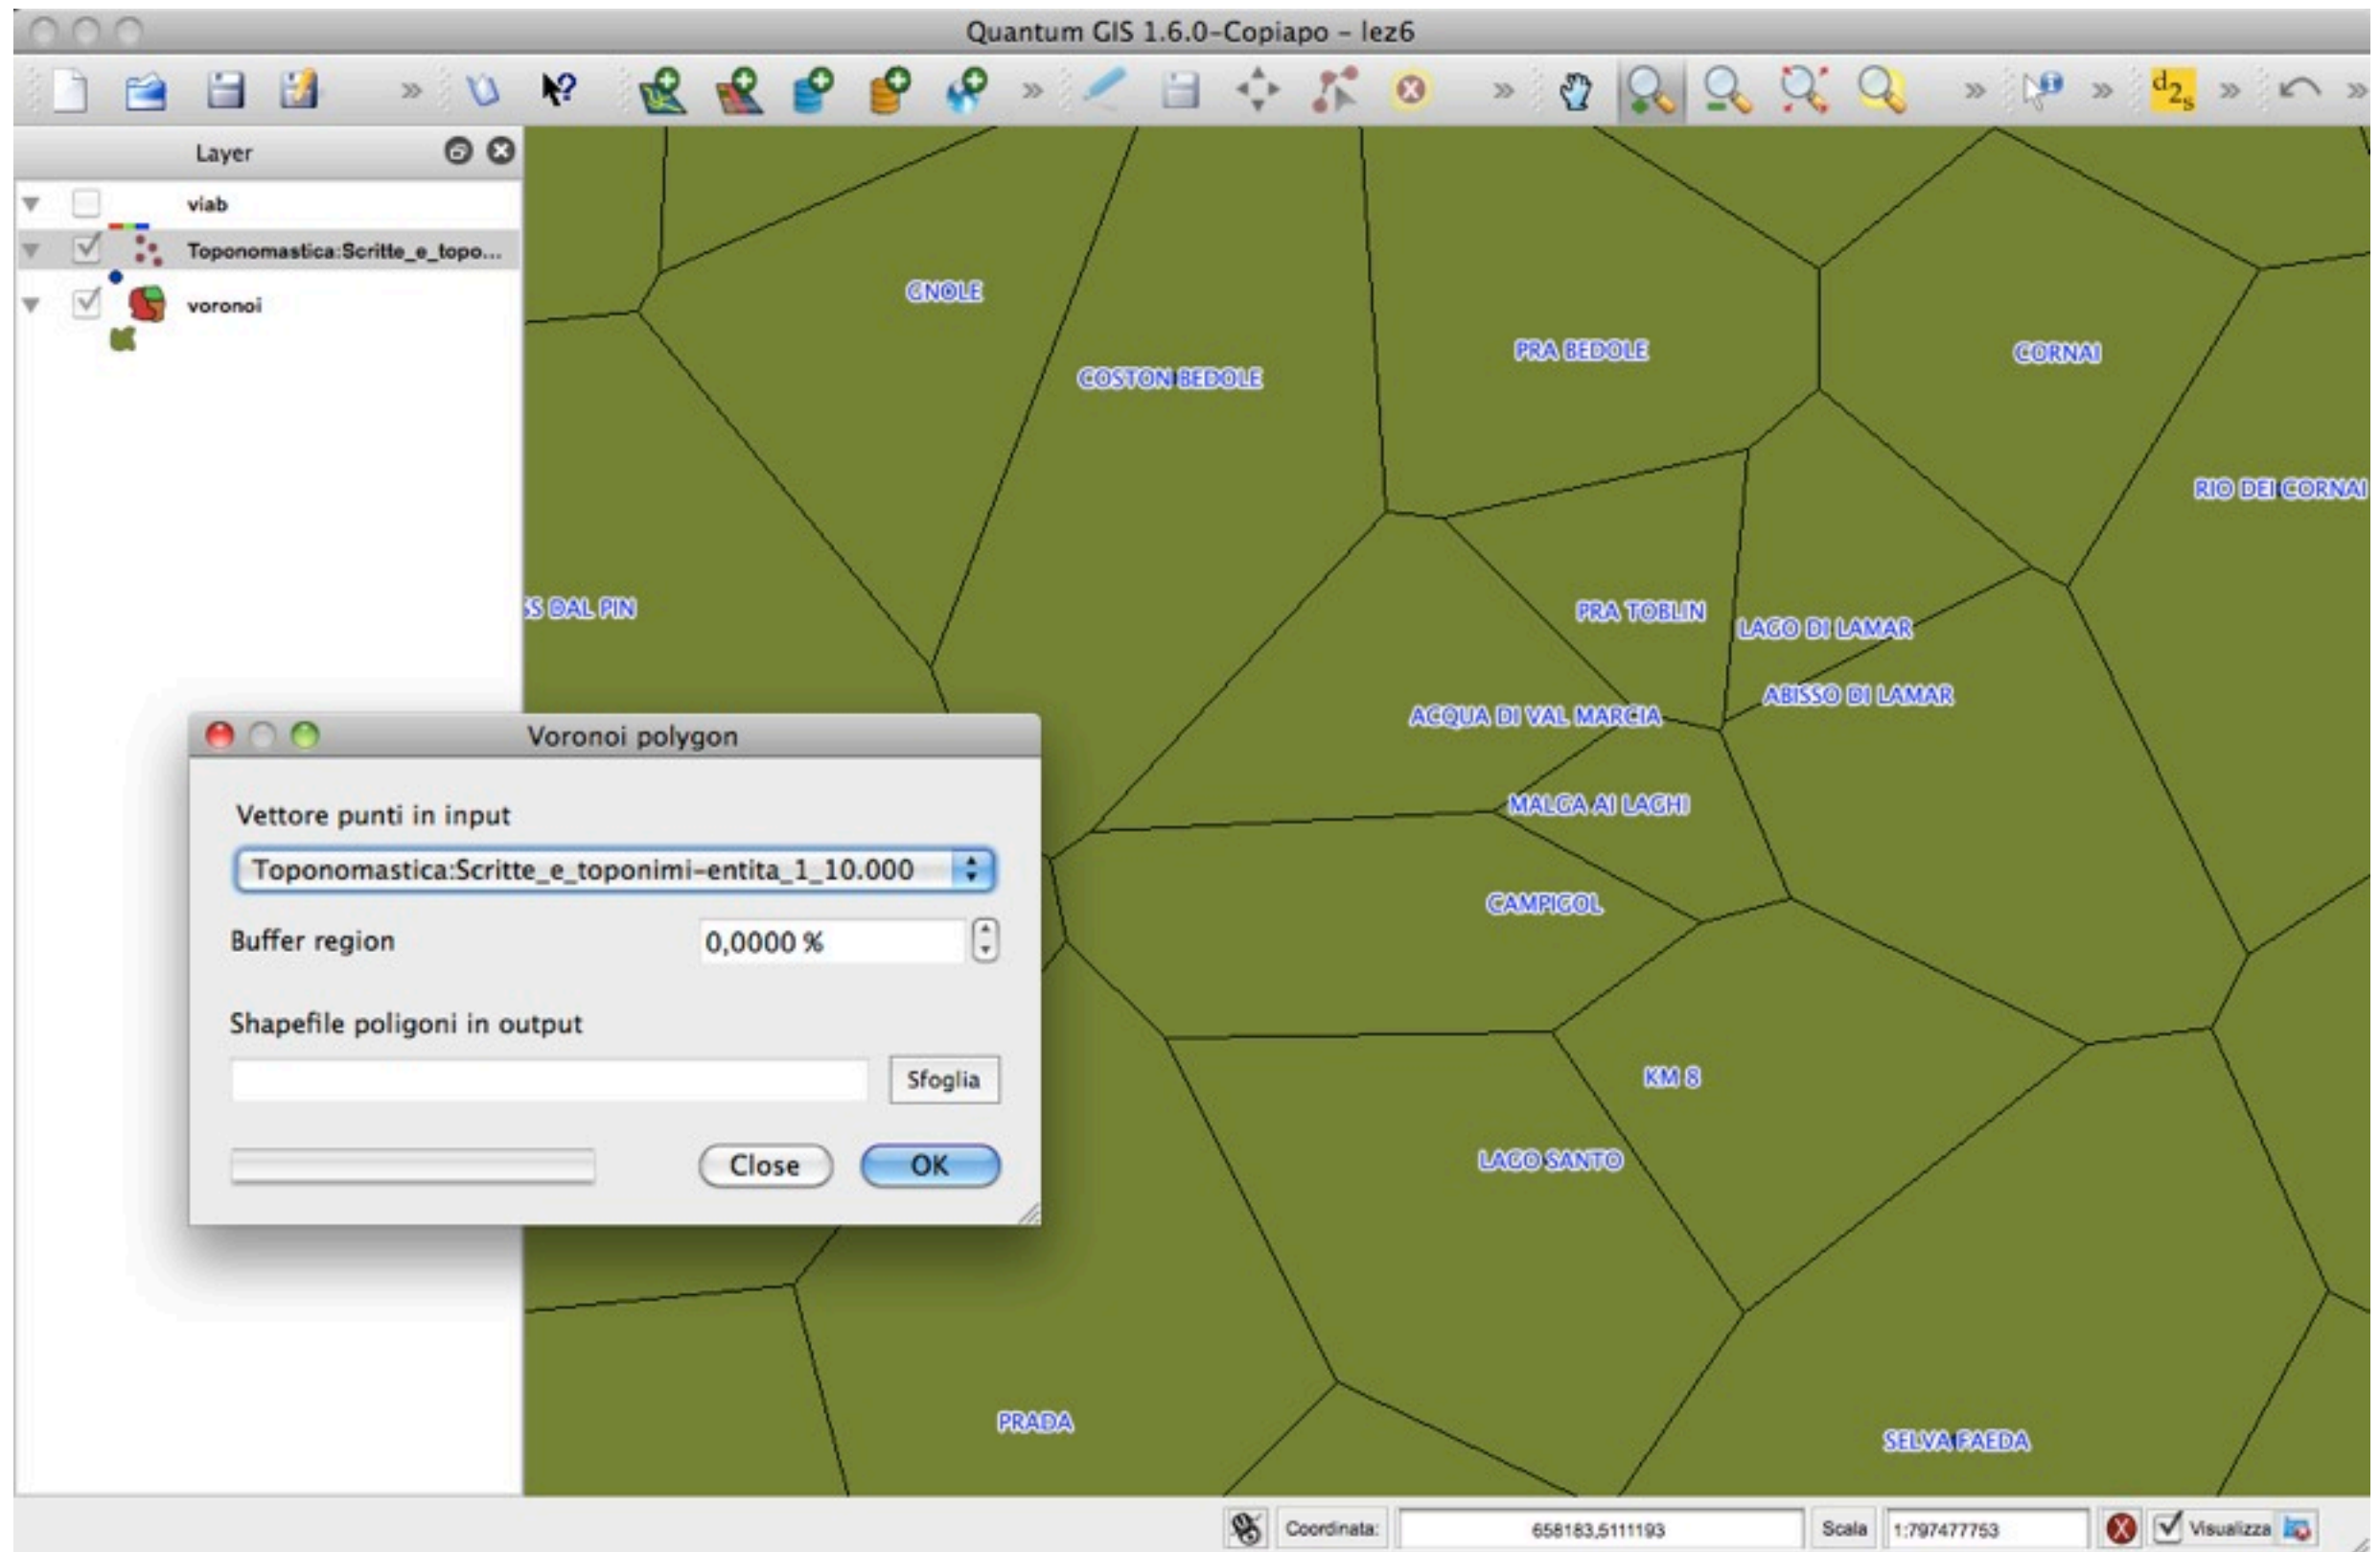 Quantum GIS 1.6.0-Copiapo – lez6
d2s
Layer
viab
Toponomastica:Scritte_e_topo...
voronoi
GNOLE
COSTON BEDOLE
PRA BEDOLE
CORNAI
RIO DEI CORNAI
SS DAL PIN
PRA TOBLIN
LAGO DI LAMAR
ABISSO DI LAMAR
ACQUA DI VAL MARCIA
MALGA AI LAGHI
CAMPIGOL
KM 8
LAGO SANTO
PRADA
SELVA FAEDA
Voronoi polygon
Vettore punti in input
Toponomastica:Scritte_e_toponimi-entita_1_10.000
Buffer region 0,0000 %
Shapefile poligoni in output
Sfoglia
Close OK
Coordinata: 658183,5111193 Scala 1:797477753 Visualizza